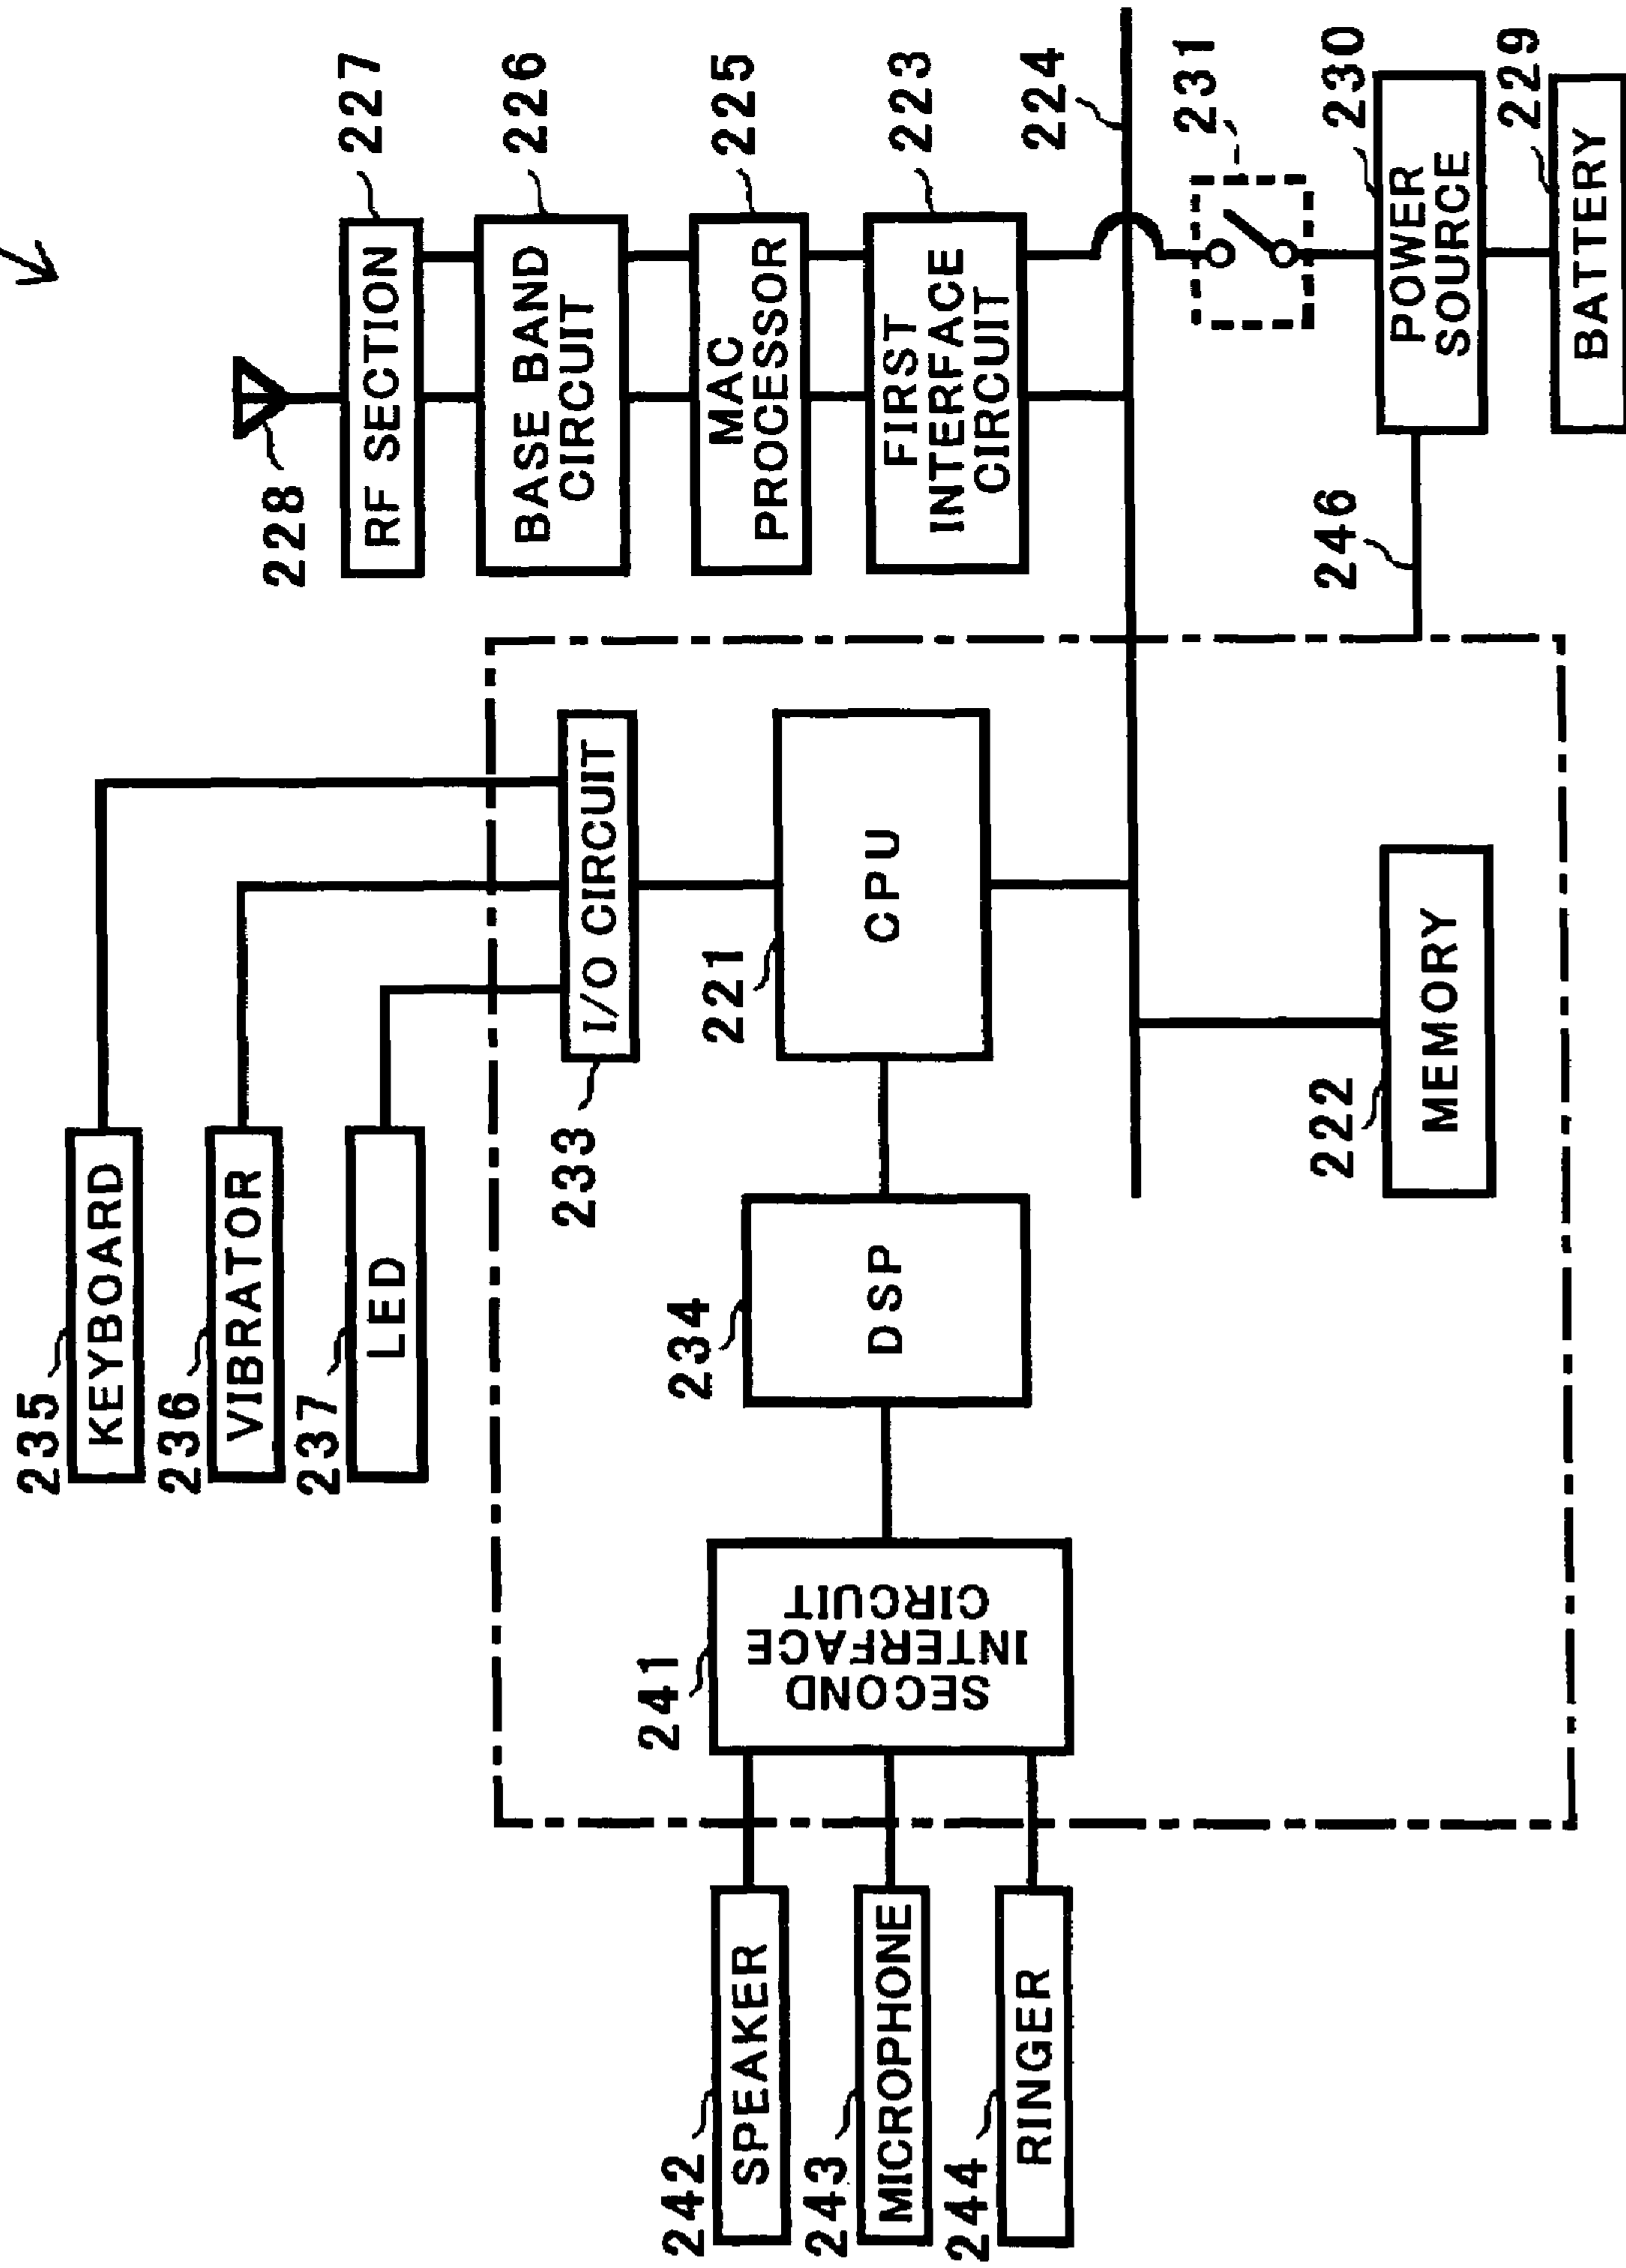 227
RF SECTION
228
226
BASE BAND
CIRCUIT
225
MAC
PROCESSOR
223
FIRST
INTERFACE
CIRCUIT
224
231
230
POWER
SOURCE
229
BATTERY
246
235
KEYBOARD
236
VIBRATOR
237
LED
233
I/O CIRCUIT
221
CPU
234
DSP
222
MEMORY
241
SECOND
INTERFACE
CIRCUIT
242
SPEAKER
243
MICROPHONE
244
RINGER